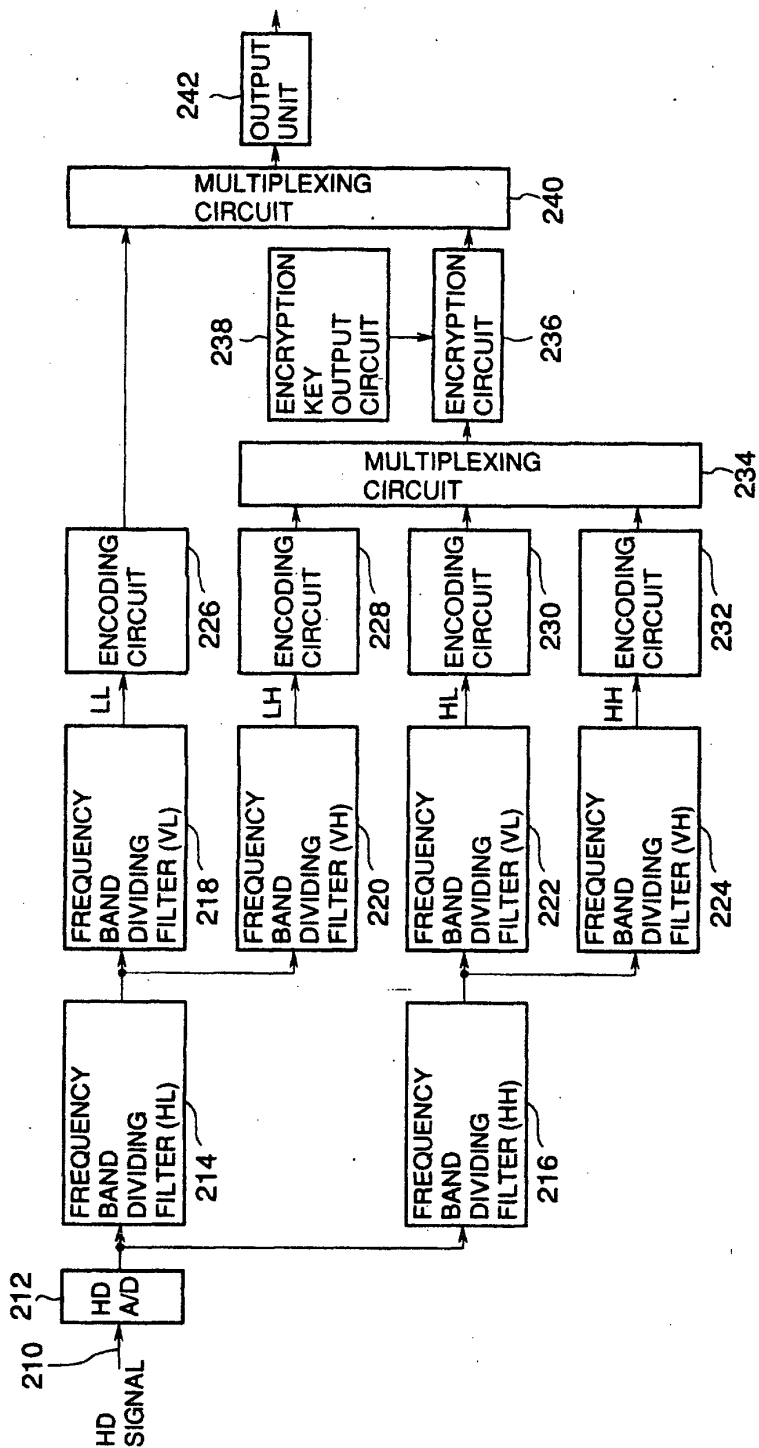 HD
SIGNAL
210
212
HD
A/D
FREQUENCY
BAND
DIVIDING
FILTER (HL)
214
FREQUENCY
BAND
DIVIDING
FILTER (HH)
216
FREQUENCY
BAND
DIVIDING
FILTER (VL)
218
FREQUENCY
BAND
DIVIDING
FILTER (VH)
220
FREQUENCY
BAND
DIVIDING
FILTER (VL)
222
FREQUENCY
BAND
DIVIDING
FILTER (VH)
224
LL
LH
HL
HH
ENCODING
CIRCUIT
226
ENCODING
CIRCUIT
228
ENCODING
CIRCUIT
230
ENCODING
CIRCUIT
232
MULTIPLEXING
CIRCUIT
234
238
ENCRYPTION
KEY
OUTPUT
CIRCUIT
ENCRYPTION
CIRCUIT
236
MULTIPLEXING
CIRCUIT
240
242
OUTPUT
UNIT